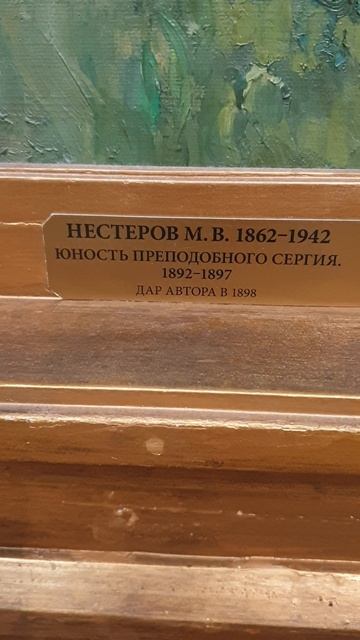 НЕСТЕРОВ М. В. 1862–1942
ЮНОСТЬ ПРЕПОДОБНОГО СЕРГИЯ.
1892–1897
ДАР АВТОРА В 1898